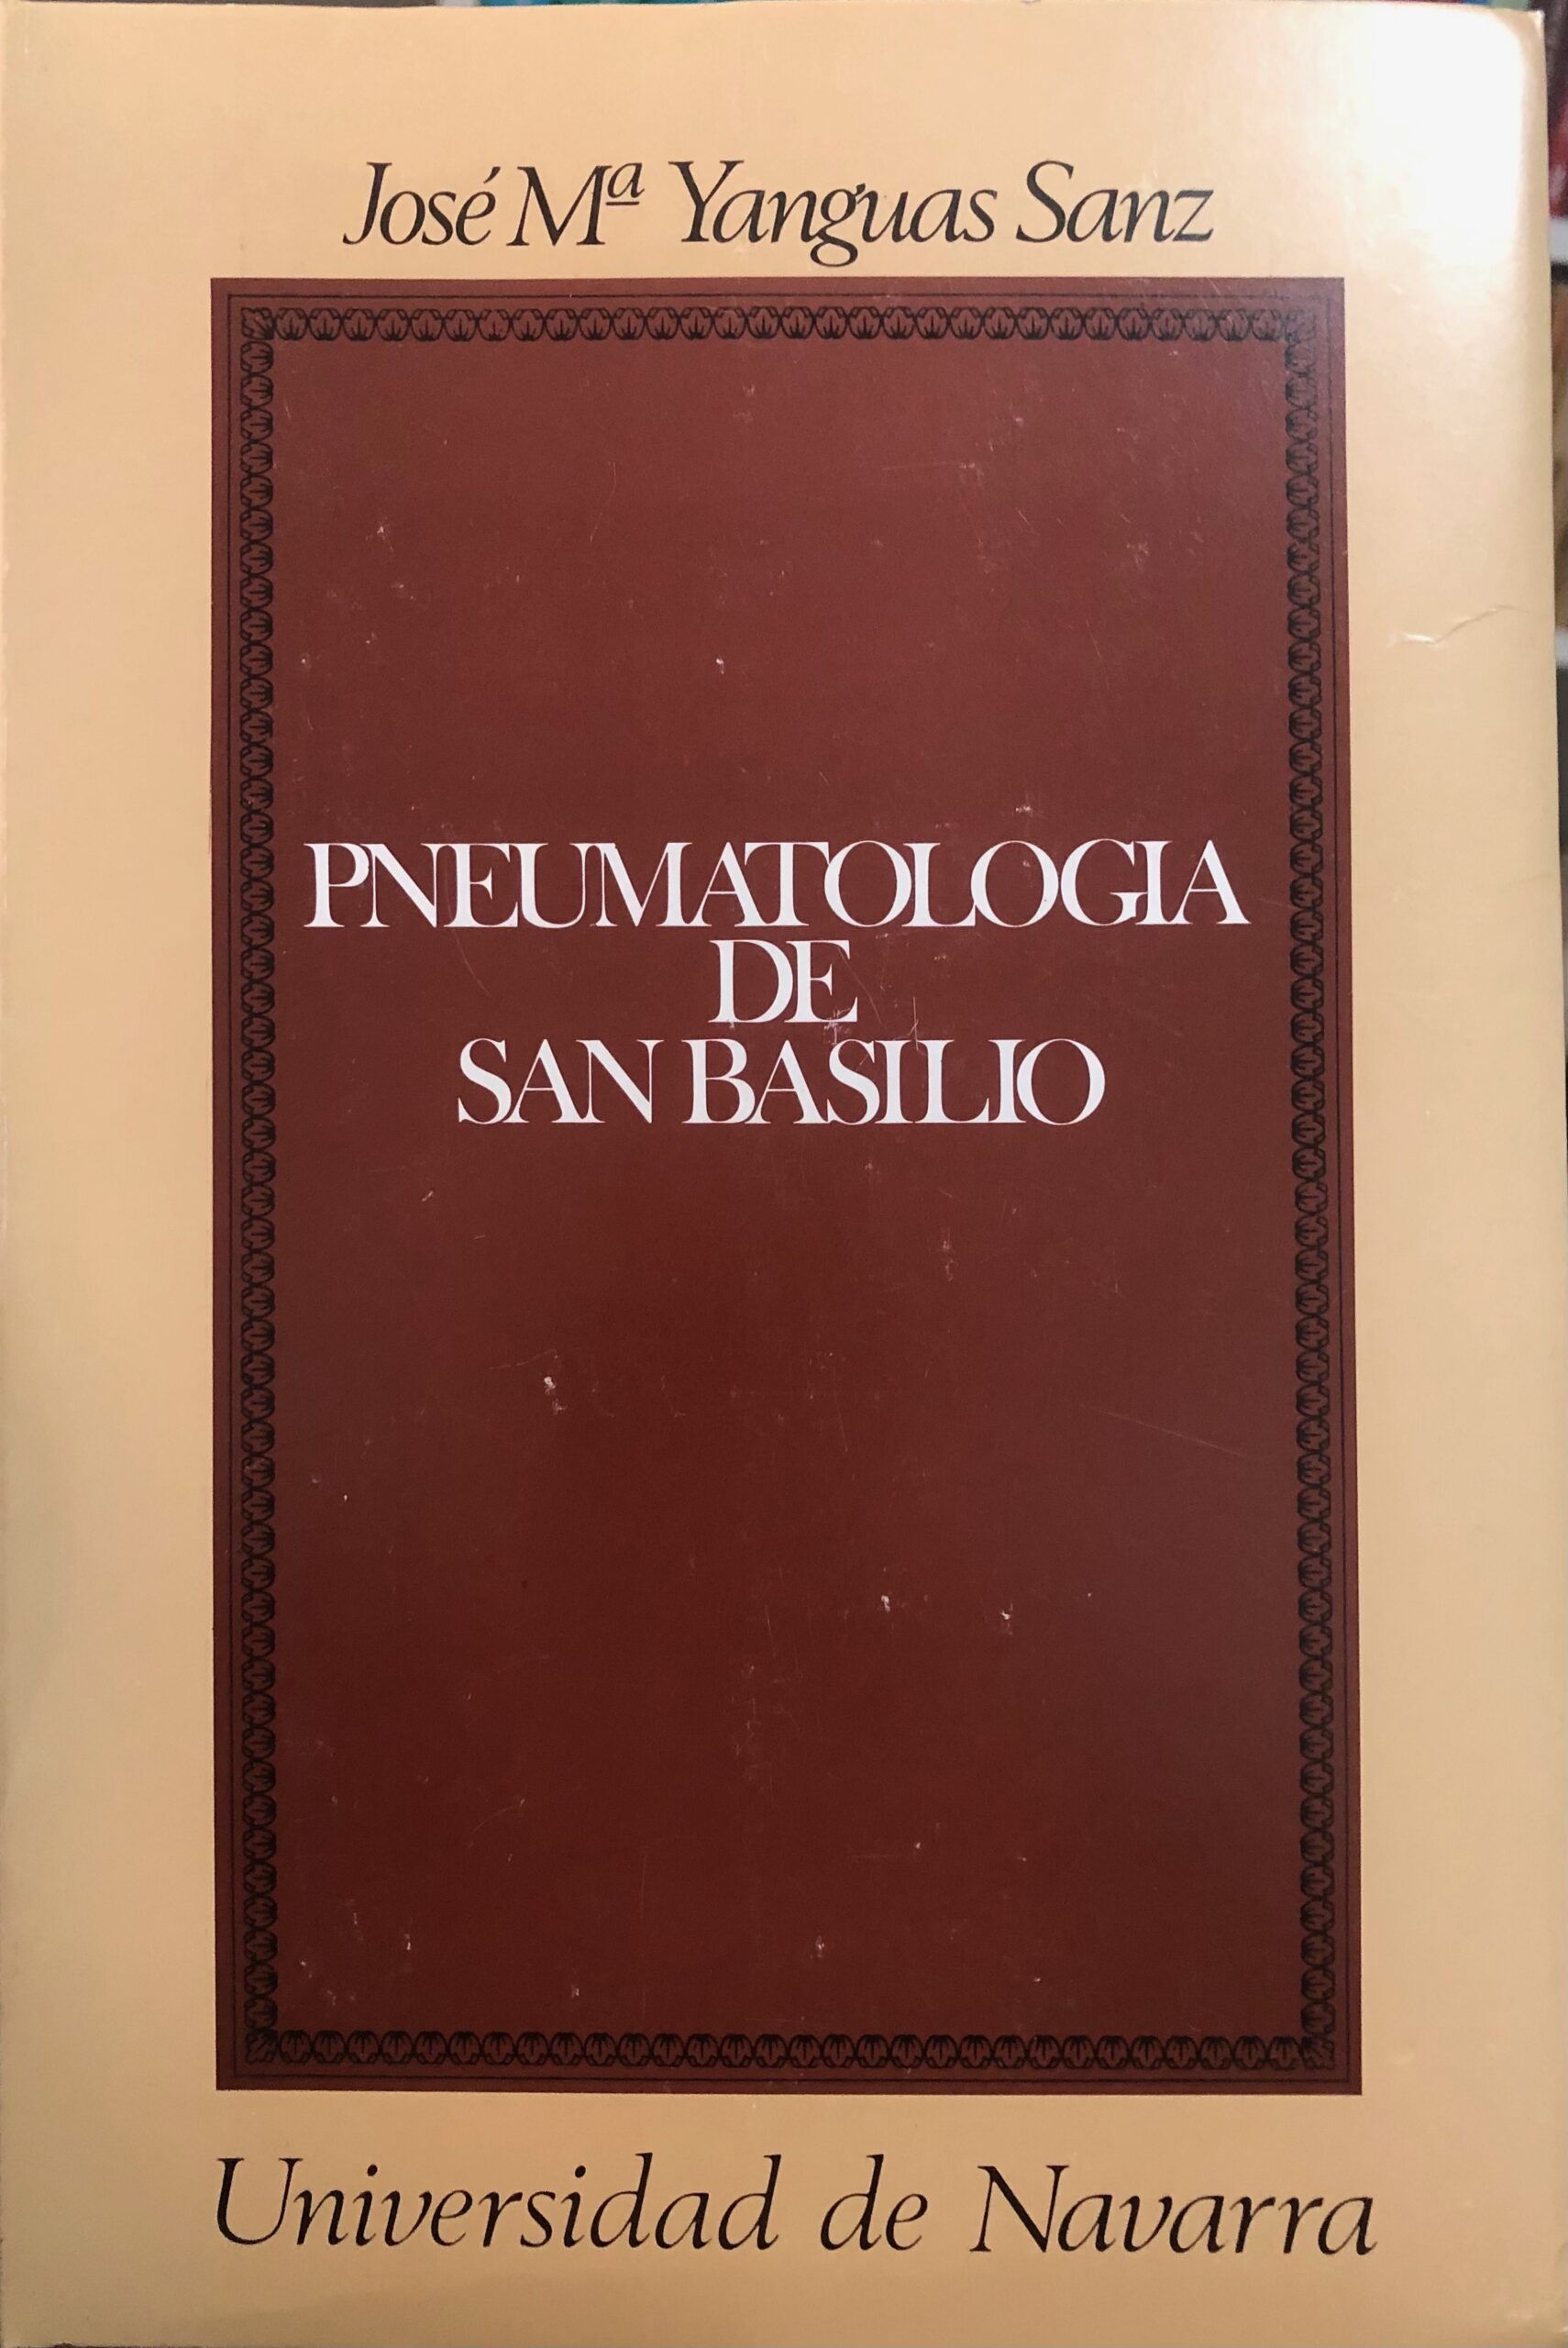 José Mª Yanguas Sanz
PNEUMATOLOGIA
DE
SAN BASILIO
Universidad de Navarra